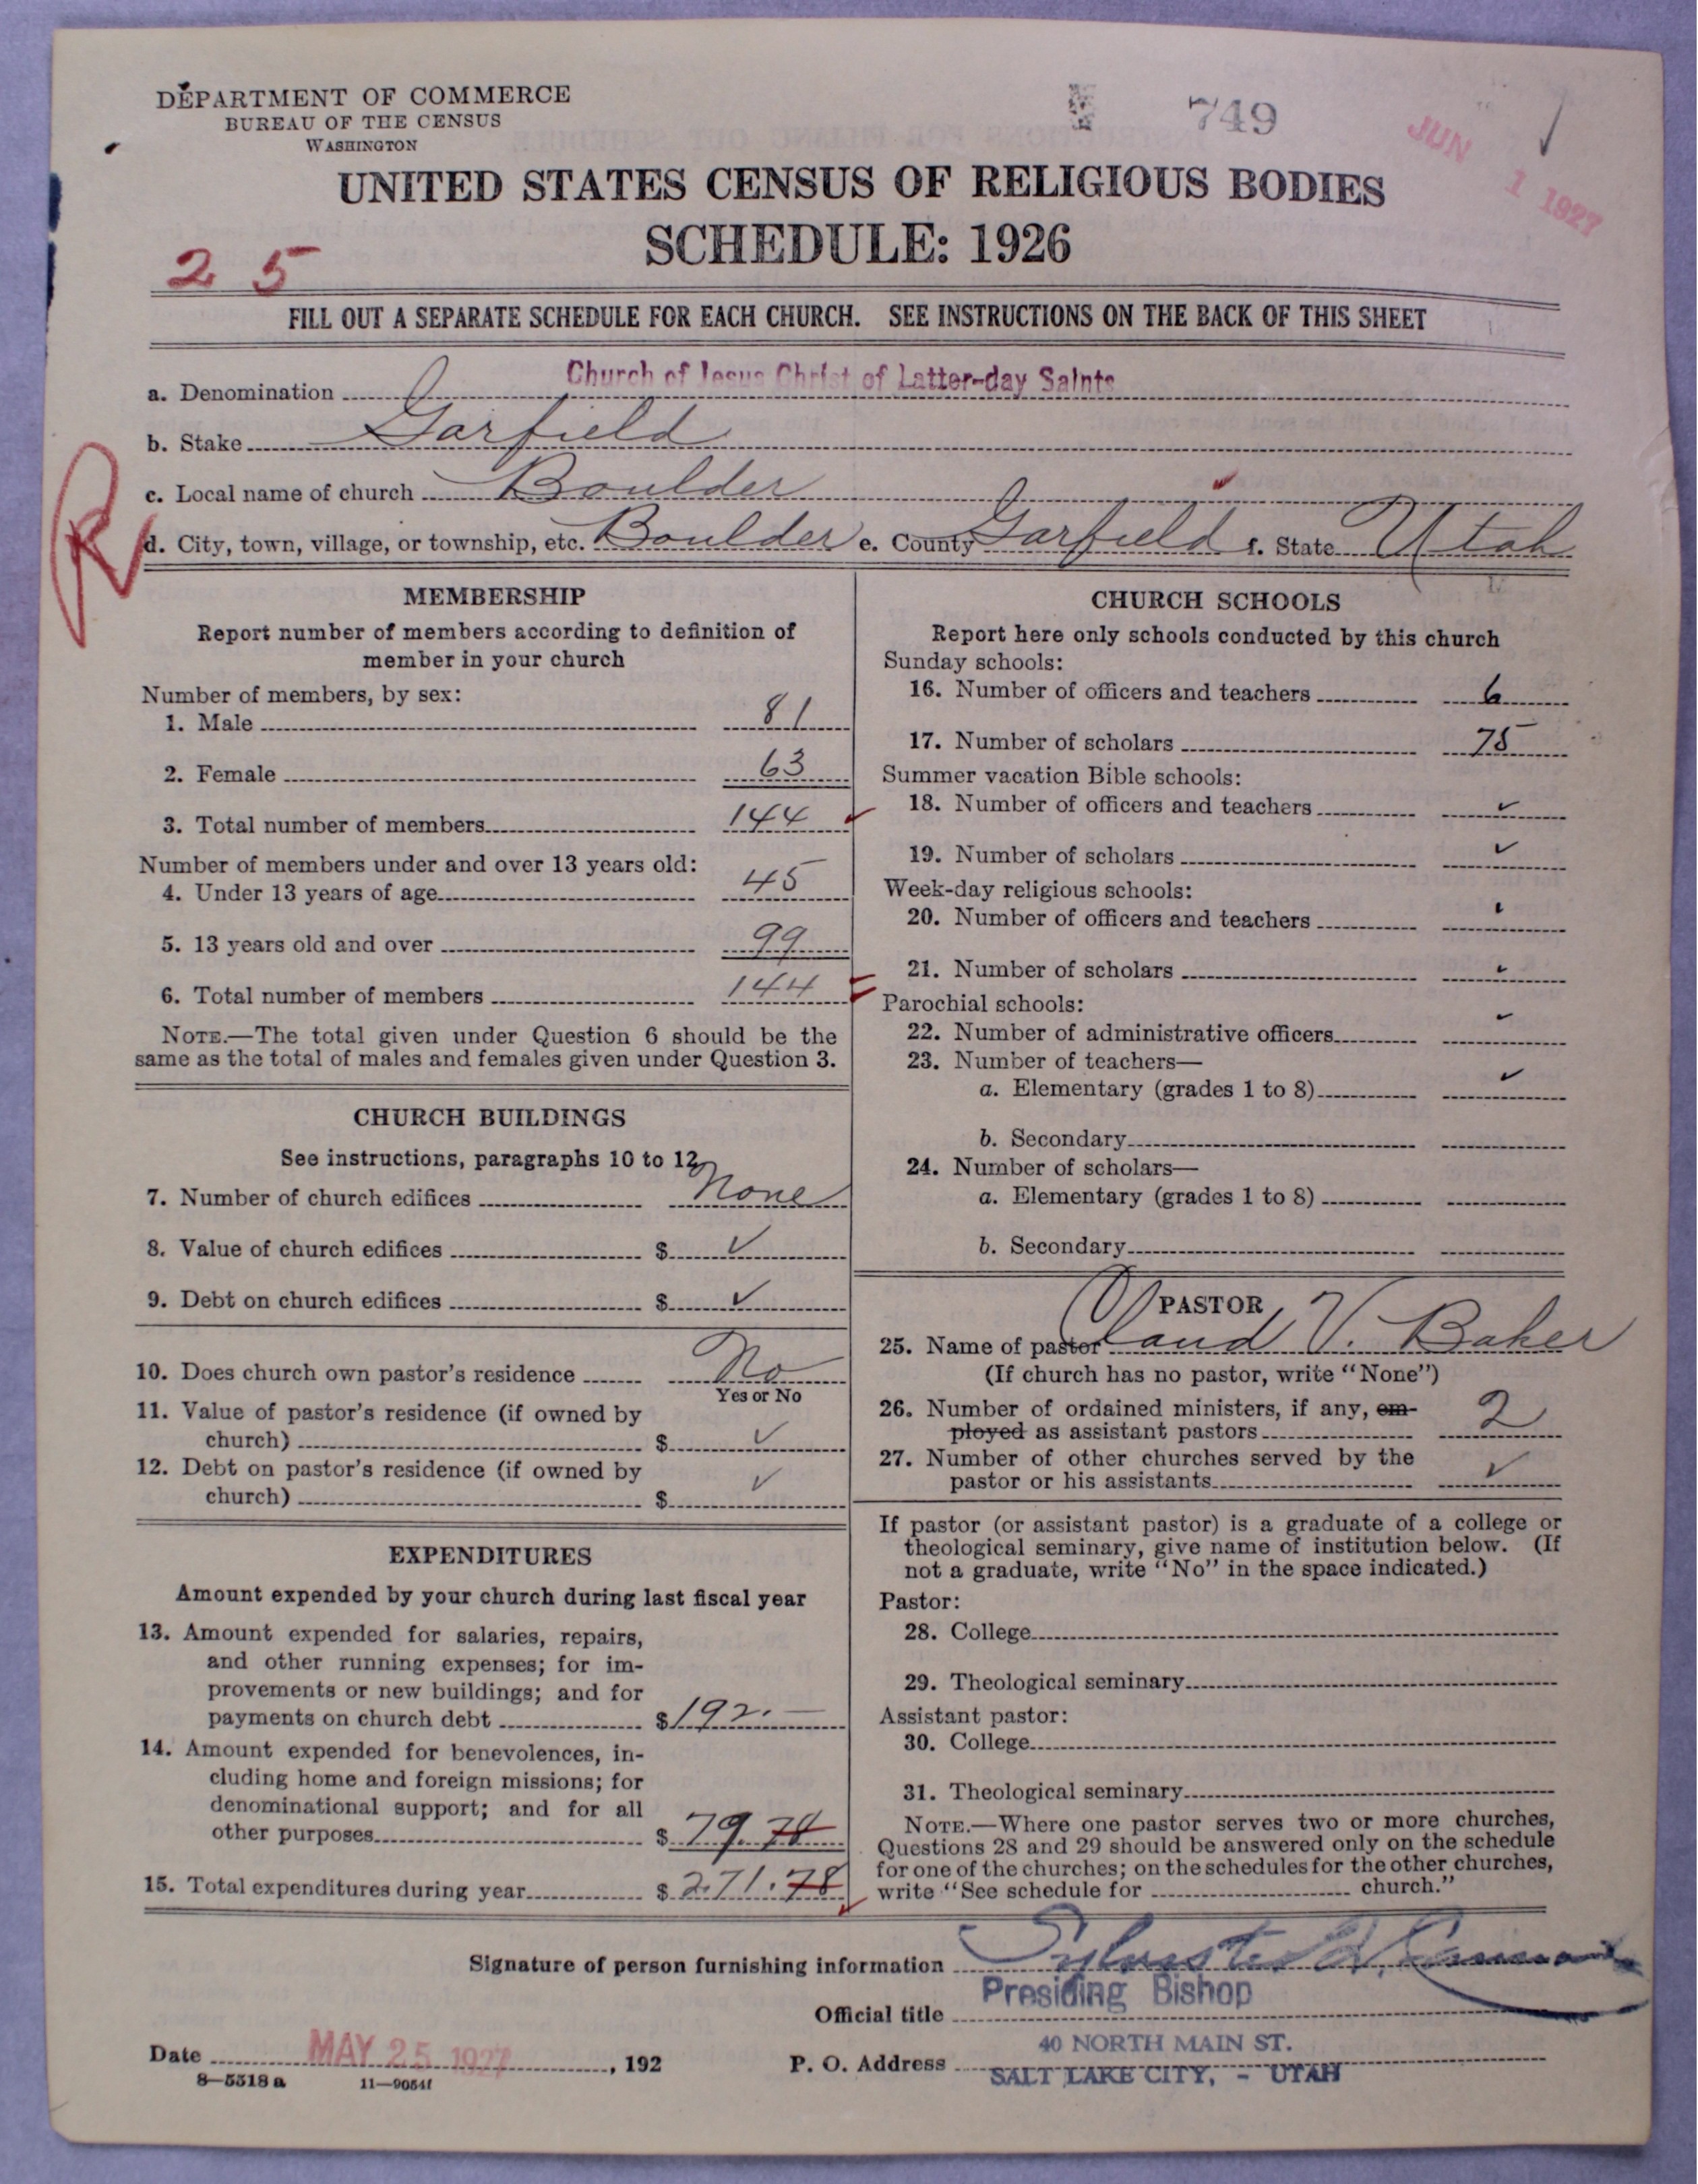 DEPARTMENT OF COMMERCE
BUREAU OF THE CENSUS
WASHINGTON
749
JUN 1 1927
UNITED STATES CENSUS OF RELIGIOUS BODIES
SCHEDULE: 1926
2 5
FILL OUT A SEPARATE SCHEDULE FOR EACH CHURCH. SEE INSTRUCTIONS ON THE BACK OF THIS SHEET
a. Denomination Church of Jesus Christ of Latter-day Saints
b. Stake Garfield
c. Local name of church Boulder
R
d. City, town, village, or township, etc. Boulder e. County Garfield f. State Utah
MEMBERSHIP
Report number of members according to definition of
member in your church
Number of members, by sex:
1. Male 81
2. Female 63
3. Total number of members 144
Number of members under and over 13 years old:
4. Under 13 years of age 45
5. 13 years old and over 99
6. Total number of members 144
NOTE.—The total given under Question 6 should be the
same as the total of males and females given under Question 3.
CHURCH BUILDINGS
See instructions, paragraphs 10 to 12
7. Number of church edifices None
8. Value of church edifices $ ✓
9. Debt on church edifices $ ✓
10. Does church own pastor's residence No
Yes or No
11. Value of pastor's residence (if owned by
church) $ ✓
12. Debt on pastor's residence (if owned by
church) $ ✓
EXPENDITURES
Amount expended by your church during last fiscal year
13. Amount expended for salaries, repairs,
and other running expenses; for im-
provements or new buildings; and for
payments on church debt $ 192.—
14. Amount expended for benevolences, in-
cluding home and foreign missions; for
denominational support; and for all
other purposes $ 79.78
15. Total expenditures during year $ 271.78
CHURCH SCHOOLS
Report here only schools conducted by this church
Sunday schools:
16. Number of officers and teachers 6
17. Number of scholars 75
Summer vacation Bible schools:
18. Number of officers and teachers ✓
19. Number of scholars ✓
Week-day religious schools:
20. Number of officers and teachers
21. Number of scholars ✓
Parochial schools:
22. Number of administrative officers ✓
23. Number of teachers—
a. Elementary (grades 1 to 8) ✓
b. Secondary
24. Number of scholars—
a. Elementary (grades 1 to 8)
b. Secondary
PASTOR
25. Name of pastor Claud V. Baker
(If church has no pastor, write "None")
26. Number of ordained ministers, if any, em-
ployed as assistant pastors 2
27. Number of other churches served by the
pastor or his assistants ✓
If pastor (or assistant pastor) is a graduate of a college or
theological seminary, give name of institution below. (If
not a graduate, write "No" in the space indicated.)
Pastor:
28. College
29. Theological seminary
Assistant pastor:
30. College
31. Theological seminary
NOTE.—Where one pastor serves two or more churches,
Questions 28 and 29 should be answered only on the schedule
for one of the churches; on the schedules for the other churches,
write "See schedule for church."
Signature of person furnishing information Sylvester Q. Cannon
Official title Presiding Bishop
Date MAY 25 1927, 192
P. O. Address 40 NORTH MAIN ST.
SALT LAKE CITY, - UTAH
8—5518 a 11—9054f